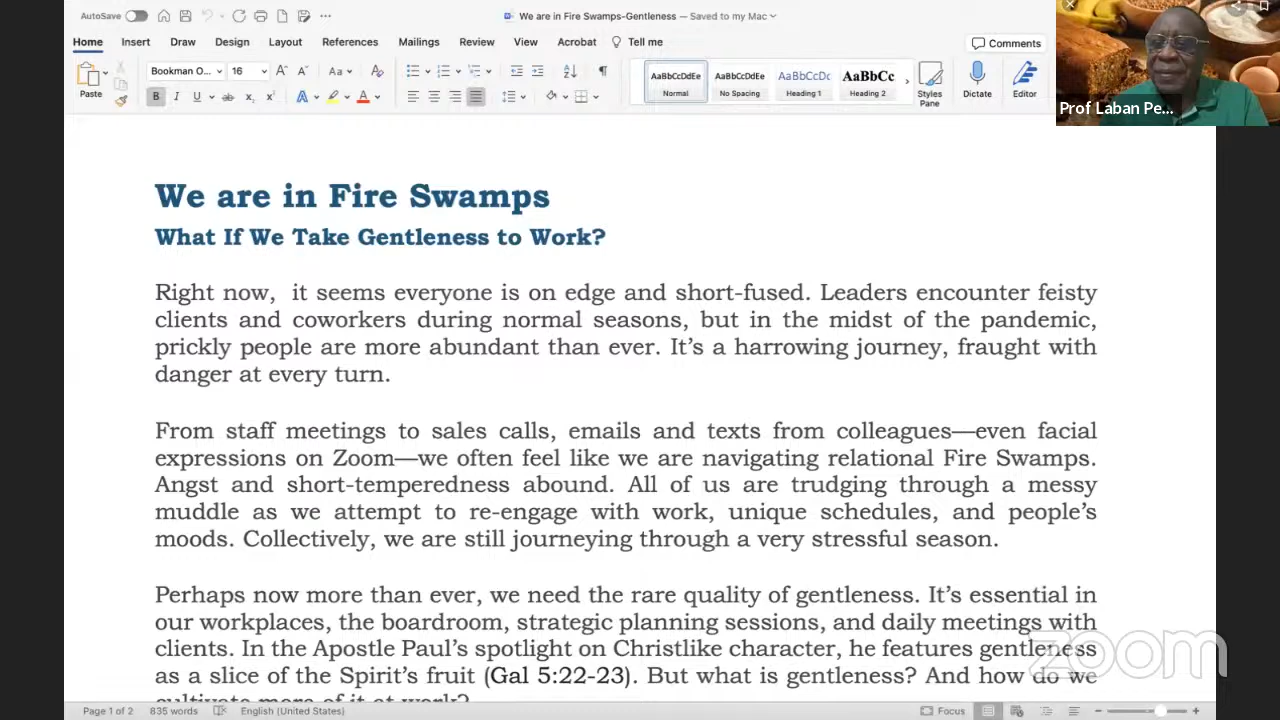 AutoSave
We are in Fire Swamps-Gentleness — Saved to my Mac
Home Insert Draw Design Layout References Mailings Review View Acrobat Tell me
Comments
Bookman O... 16
Paste
AaBbCcDdEe AaBbCcDdEe AaBbCcDc AaBbCc
Normal No Spacing Heading 1 Heading 2
Styles Pane
Dictate
Editor
Prof Laban Pe...
We are in Fire Swamps
What If We Take Gentleness to Work?
Right now, it seems everyone is on edge and short-fused. Leaders encounter feisty
clients and coworkers during normal seasons, but in the midst of the pandemic,
prickly people are more abundant than ever. It’s a harrowing journey, fraught with
danger at every turn.
From staff meetings to sales calls, emails and texts from colleagues—even facial
expressions on Zoom—we often feel like we are navigating relational Fire Swamps.
Angst and short-temperedness abound. All of us are trudging through a messy
muddle as we attempt to re-engage with work, unique schedules, and people’s
moods. Collectively, we are still journeying through a very stressful season.
Perhaps now more than ever, we need the rare quality of gentleness. It’s essential in
our workplaces, the boardroom, strategic planning sessions, and daily meetings with
clients. In the Apostle Paul’s spotlight on Christlike character, he features gentleness
as a slice of the Spirit’s fruit (Gal 5:22-23). But what is gentleness? And how do we
cultivate more of it at work?
zoom
Page 1 of 2 835 words English (United States) Focus